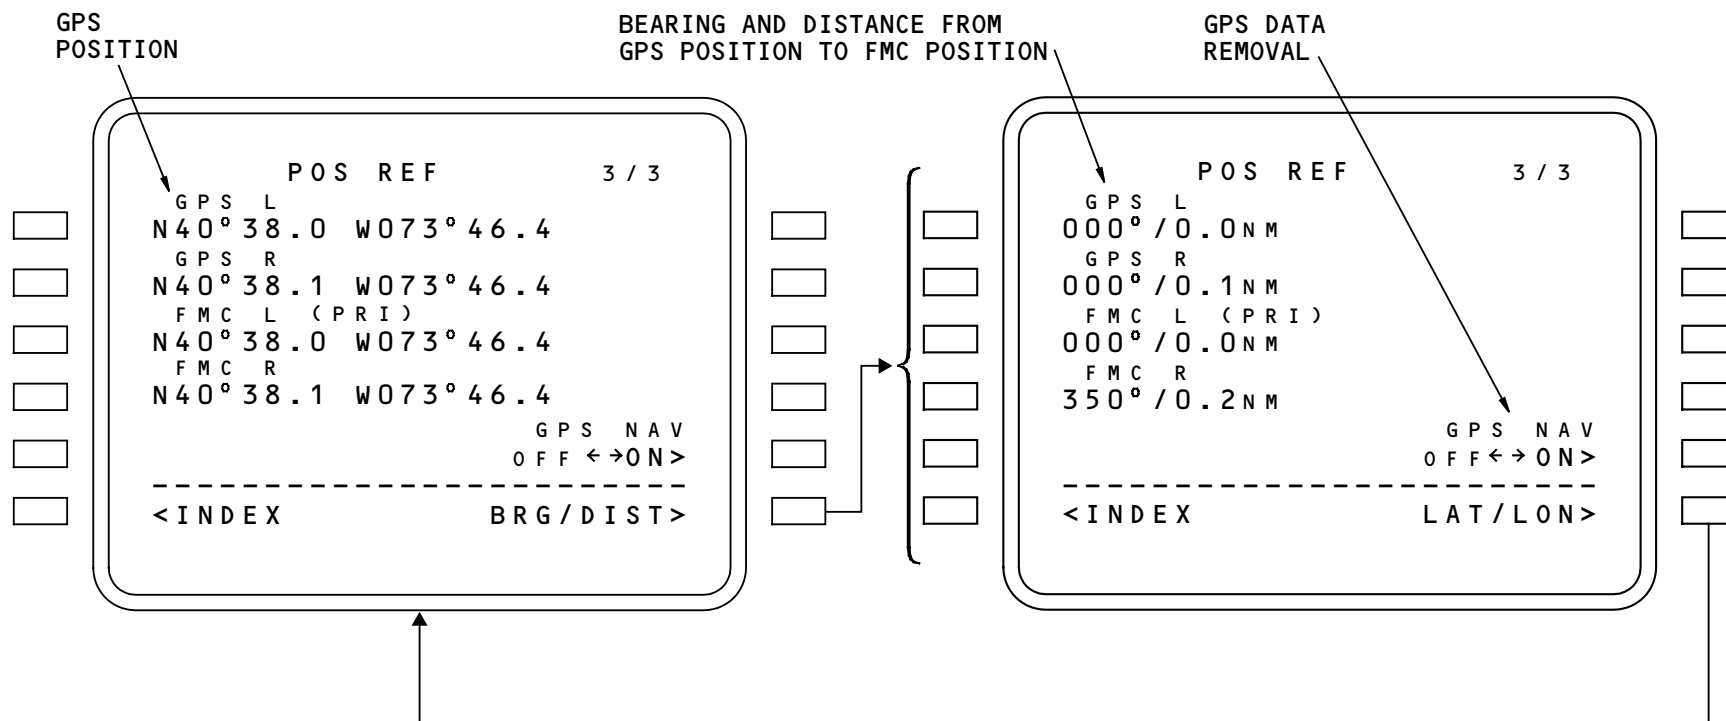 GPS
POSITION
BEARING AND DISTANCE FROM
GPS POSITION TO FMC POSITION
GPS DATA
REMOVAL
POS REF 3/3
GPS L
N40°38.0 W073°46.4
GPS R
N40°38.1 W073°46.4
FMC L (PRI)
N40°38.0 W073°46.4
FMC R
N40°38.1 W073°46.4
GPS NAV
OFF ←→ON>
------------------------
<INDEX BRG/DIST>
POS REF 3/3
GPS L
000°/0.0NM
GPS R
000°/0.1NM
FMC L (PRI)
000°/0.0NM
FMC R
350°/0.2NM
GPS NAV
OFF←→ON>
------------------------
<INDEX LAT/LON>